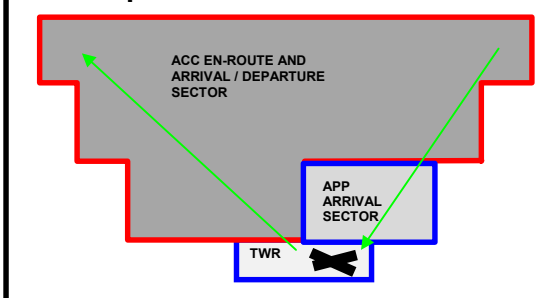 ACC EN-ROUTE AND
ARRIVAL / DEPARTURE
SECTOR
APP
ARRIVAL
SECTOR
TWR